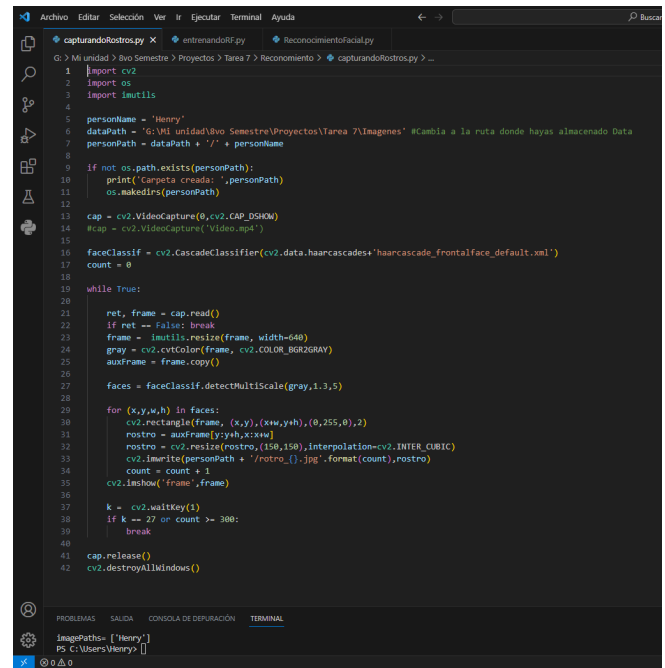 Archivo Editar Selección Ver Ir Ejecutar Terminal Ayuda Buscar
capturandoRostros.py entrenandoRF.py ReconocimientoFacial.py
G: > Mi unidad > 8vo Semestre > Proyectos > Tarea 7 > Reconomiento > capturandoRostros.py > ...
1 import cv2
2 import os
3 import imutils
4
5 personName = 'Henry'
6 dataPath = 'G:\Mi unidad\8vo Semestre\Proyectos\Tarea 7\Imagenes' #Cambia a la ruta donde hayas almacenado Data
7 personPath = dataPath + '/' + personName
8
9 if not os.path.exists(personPath):
10 print('Carpeta creada: ',personPath)
11 os.makedirs(personPath)
12
13 cap = cv2.VideoCapture(0,cv2.CAP_DSHOW)
14 #cap = cv2.VideoCapture('Video.mp4')
15
16 faceClassif = cv2.CascadeClassifier(cv2.data.haarcascades+'haarcascade_frontalface_default.xml')
17 count = 0
18
19 while True:
20
21 ret, frame = cap.read()
22 if ret == False: break
23 frame = imutils.resize(frame, width=640)
24 gray = cv2.cvtColor(frame, cv2.COLOR_BGR2GRAY)
25 auxFrame = frame.copy()
26
27 faces = faceClassif.detectMultiScale(gray,1.3,5)
28
29 for (x,y,w,h) in faces:
30 cv2.rectangle(frame, (x,y),(x+w,y+h),(0,255,0),2)
31 rostro = auxFrame[y:y+h,x:x+w]
32 rostro = cv2.resize(rostro,(150,150),interpolation=cv2.INTER_CUBIC)
33 cv2.imwrite(personPath + '/rotro_{}.jpg'.format(count),rostro)
34 count = count + 1
35 cv2.imshow('frame',frame)
36
37 k = cv2.waitKey(1)
38 if k == 27 or count >= 300:
39 break
40
41 cap.release()
42 cv2.destroyAllWindows()
PROBLEMAS SALIDA CONSOLA DE DEPURACIÓN TERMINAL
imagePaths= ['Henry']
PS C:\Users\Henry>
0 0